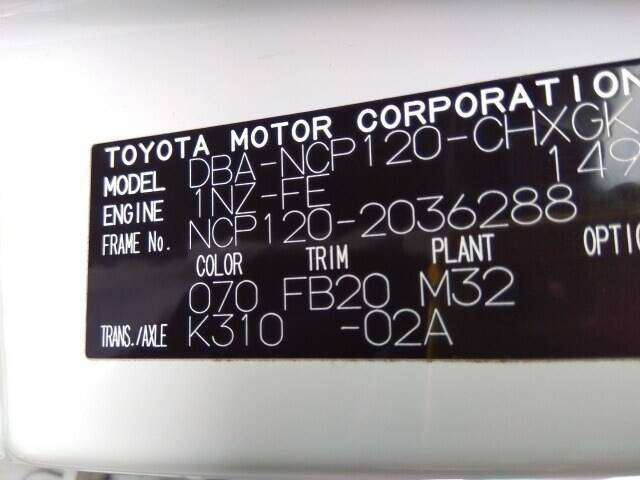 TOYOTA MOTOR CORPORATION
MODEL DBA-NCP120-CHXGK
ENGINE 1NZ-FE 149
FRAME No. NCP120-2036288
COLOR TRIM PLANT OPTIO
070 FB20 M32
TRANS./AXLE K310 -02A